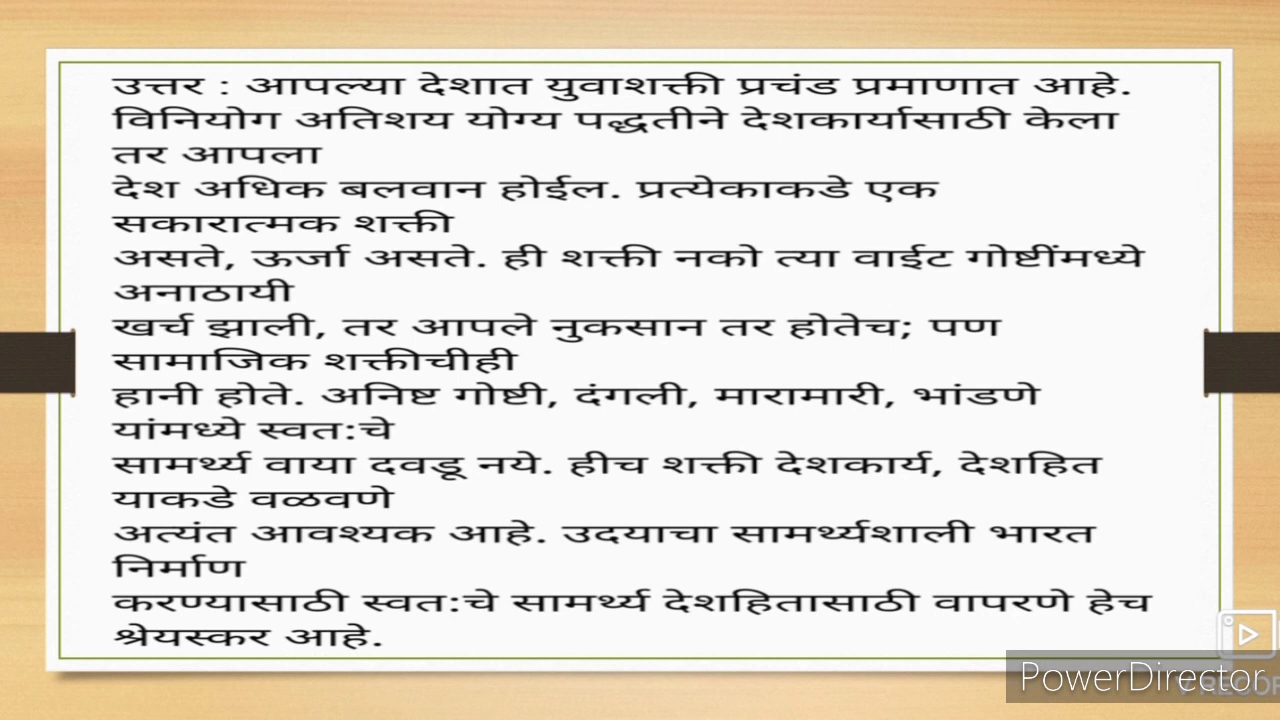 उत्तर : आपल्या देशात युवाशक्ती प्रचंड प्रमाणात आहे.
विनियोग अतिशय योग्य पद्धतीने देशकार्यासाठी केला
तर आपला
देश अधिक बलवान होईल. प्रत्येकाकडे एक
सकारात्मक शक्ती
असते, ऊर्जा असते. ही शक्ती नको त्या वाईट गोष्टींमध्ये
अनाठायी
खर्च झाली, तर आपले नुकसान तर होतेच; पण
सामाजिक शक्तीचीही
हानी होते. अनिष्ट गोष्टी, दंगली, मारामारी, भांडणे
यांमध्ये स्वत:चे
सामर्थ्य वाया दवडू नये. हीच शक्ती देशकार्य, देशहित
याकडे वळवणे
अत्यंत आवश्यक आहे. उदयाचा सामर्थ्यशाली भारत
निर्माण
करण्यासाठी स्वत:चे सामर्थ्य देशहितासाठी वापरणे हेच
श्रेयस्कर आहे.
PowerDirector